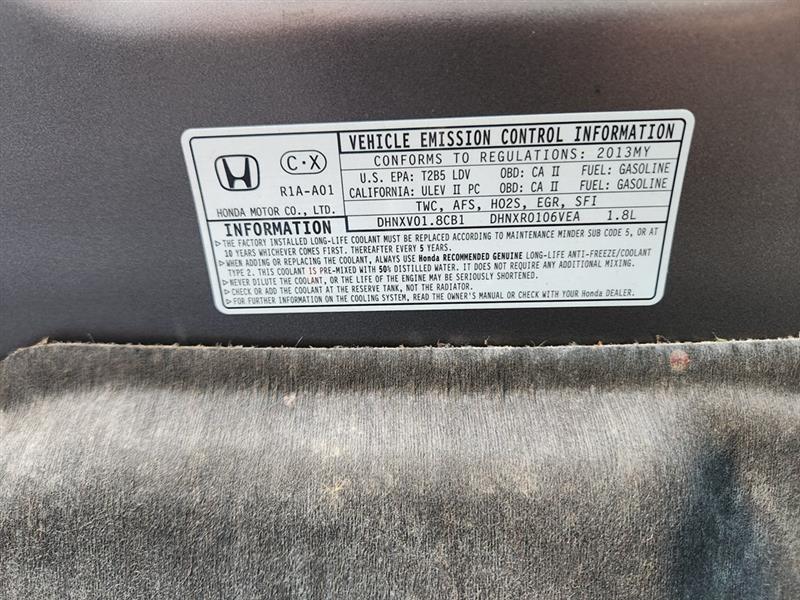 VEHICLE EMISSION CONTROL INFORMATION
CONFORMS TO REGULATIONS: 2013MY
C·X
R1A-A01
HONDA MOTOR CO., LTD.
U.S. EPA: T2B5 LDV OBD: CA II FUEL: GASOLINE
CALIFORNIA: ULEV II PC OBD: CA II FUEL: GASOLINE
TWC, AFS, HO2S, EGR, SFI
DHNXV01.8CB1 DHNXR0106VEA 1.8L
INFORMATION
▷THE FACTORY INSTALLED LONG-LIFE COOLANT MUST BE REPLACED ACCORDING TO MAINTENANCE MINDER SUB CODE 5, OR AT
10 YEARS WHICHEVER COMES FIRST. THEREAFTER EVERY 5 YEARS.
▷WHEN ADDING OR REPLACING THE COOLANT, ALWAYS USE Honda RECOMMENDED GENUINE LONG-LIFE ANTI-FREEZE/COOLANT
TYPE 2. THIS COOLANT IS PRE-MIXED WITH 50% DISTILLED WATER. IT DOES NOT REQUIRE ANY ADDITIONAL MIXING.
▷NEVER DILUTE THE COOLANT, OR THE LIFE OF THE ENGINE MAY BE SERIOUSLY SHORTENED.
▷CHECK OR ADD THE COOLANT AT THE RESERVE TANK, NOT THE RADIATOR.
▷FOR FURTHER INFORMATION ON THE COOLING SYSTEM, READ THE OWNER'S MANUAL OR CHECK WITH YOUR Honda DEALER.